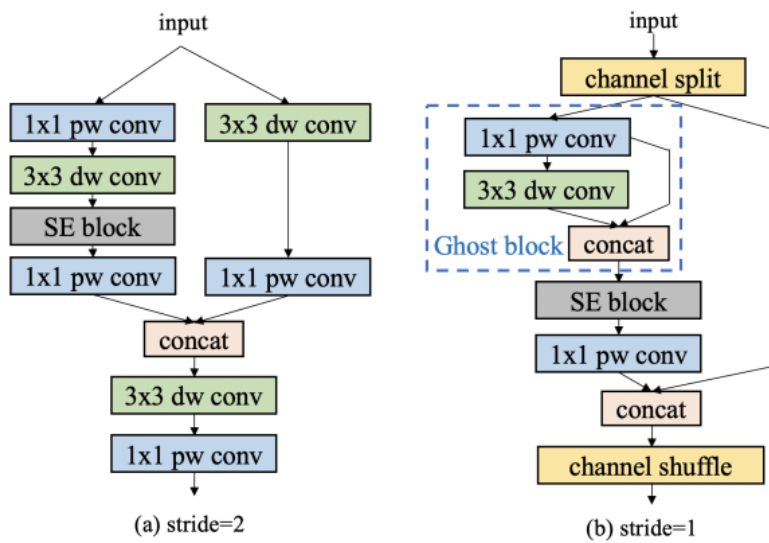 input
1x1 pw conv
3x3 dw conv
3x3 dw conv
SE block
1x1 pw conv
1x1 pw conv
concat
3x3 dw conv
1x1 pw conv
(a) stride=2
input
channel split
1x1 pw conv
3x3 dw conv
Ghost block
concat
SE block
1x1 pw conv
concat
channel shuffle
(b) stride=1